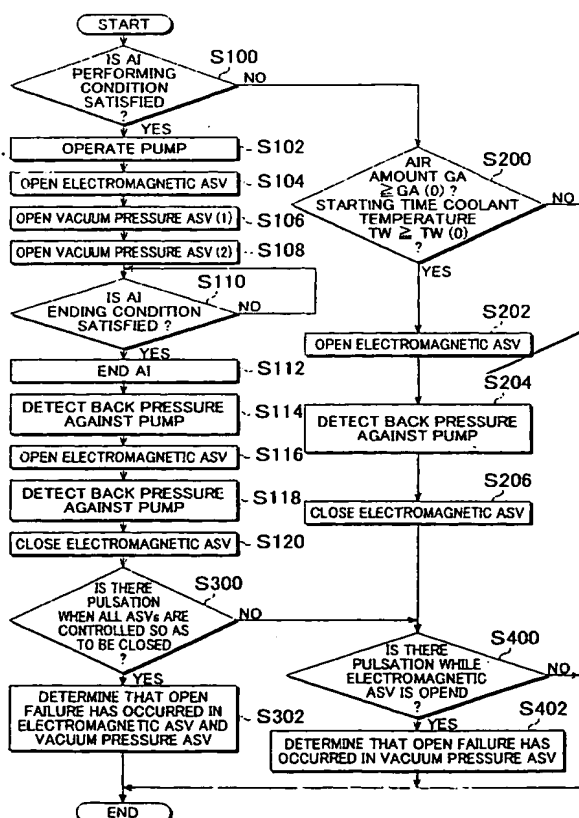 START
IS AI
PERFORMING
CONDITION
SATISFIED
?
S100
NO
YES
OPERATE PUMP
S102
OPEN ELECTROMAGNETIC ASV
S104
OPEN VACUUM PRESSURE ASV (1)
S106
OPEN VACUUM PRESSURE ASV (2)
S108
IS AI
ENDING CONDITION
SATISFIED ?
S110
NO
YES
END AI
S112
DETECT BACK PRESSURE
AGAINST PUMP
S114
OPEN ELECTROMAGNETIC ASV
S116
DETECT BACK PRESSURE
AGAINST PUMP
S118
CLOSE ELECTROMAGNETIC ASV
S120
IS THERE
PULSATION
WHEN ALL ASVs ARE
CONTROLLED SO AS
TO BE CLOSED
?
S300
NO
YES
DETERMINE THAT OPEN
FAILURE HAS OCCURRED IN
ELECTROMAGNETIC ASV AND
VACUUM PRESSURE ASV
S302
END
AIR
AMOUNT GA
≧ GA (0) ?
STARTING TIME COOLANT
TEMPERATURE
TW ≧ TW (0)
?
S200
NO
YES
S202
OPEN ELECTROMAGNETIC ASV
S204
DETECT BACK PRESSURE
AGAINST PUMP
S206
CLOSE ELECTROMAGNETIC ASV
IS THERE
PULSATION WHILE
ELECTROMAGNETIC
ASV IS OPEND
?
S400
NO
YES
S402
DETERMINE THAT OPEN FAILURE HAS
OCCURRED IN VACUUM PRESSURE ASV